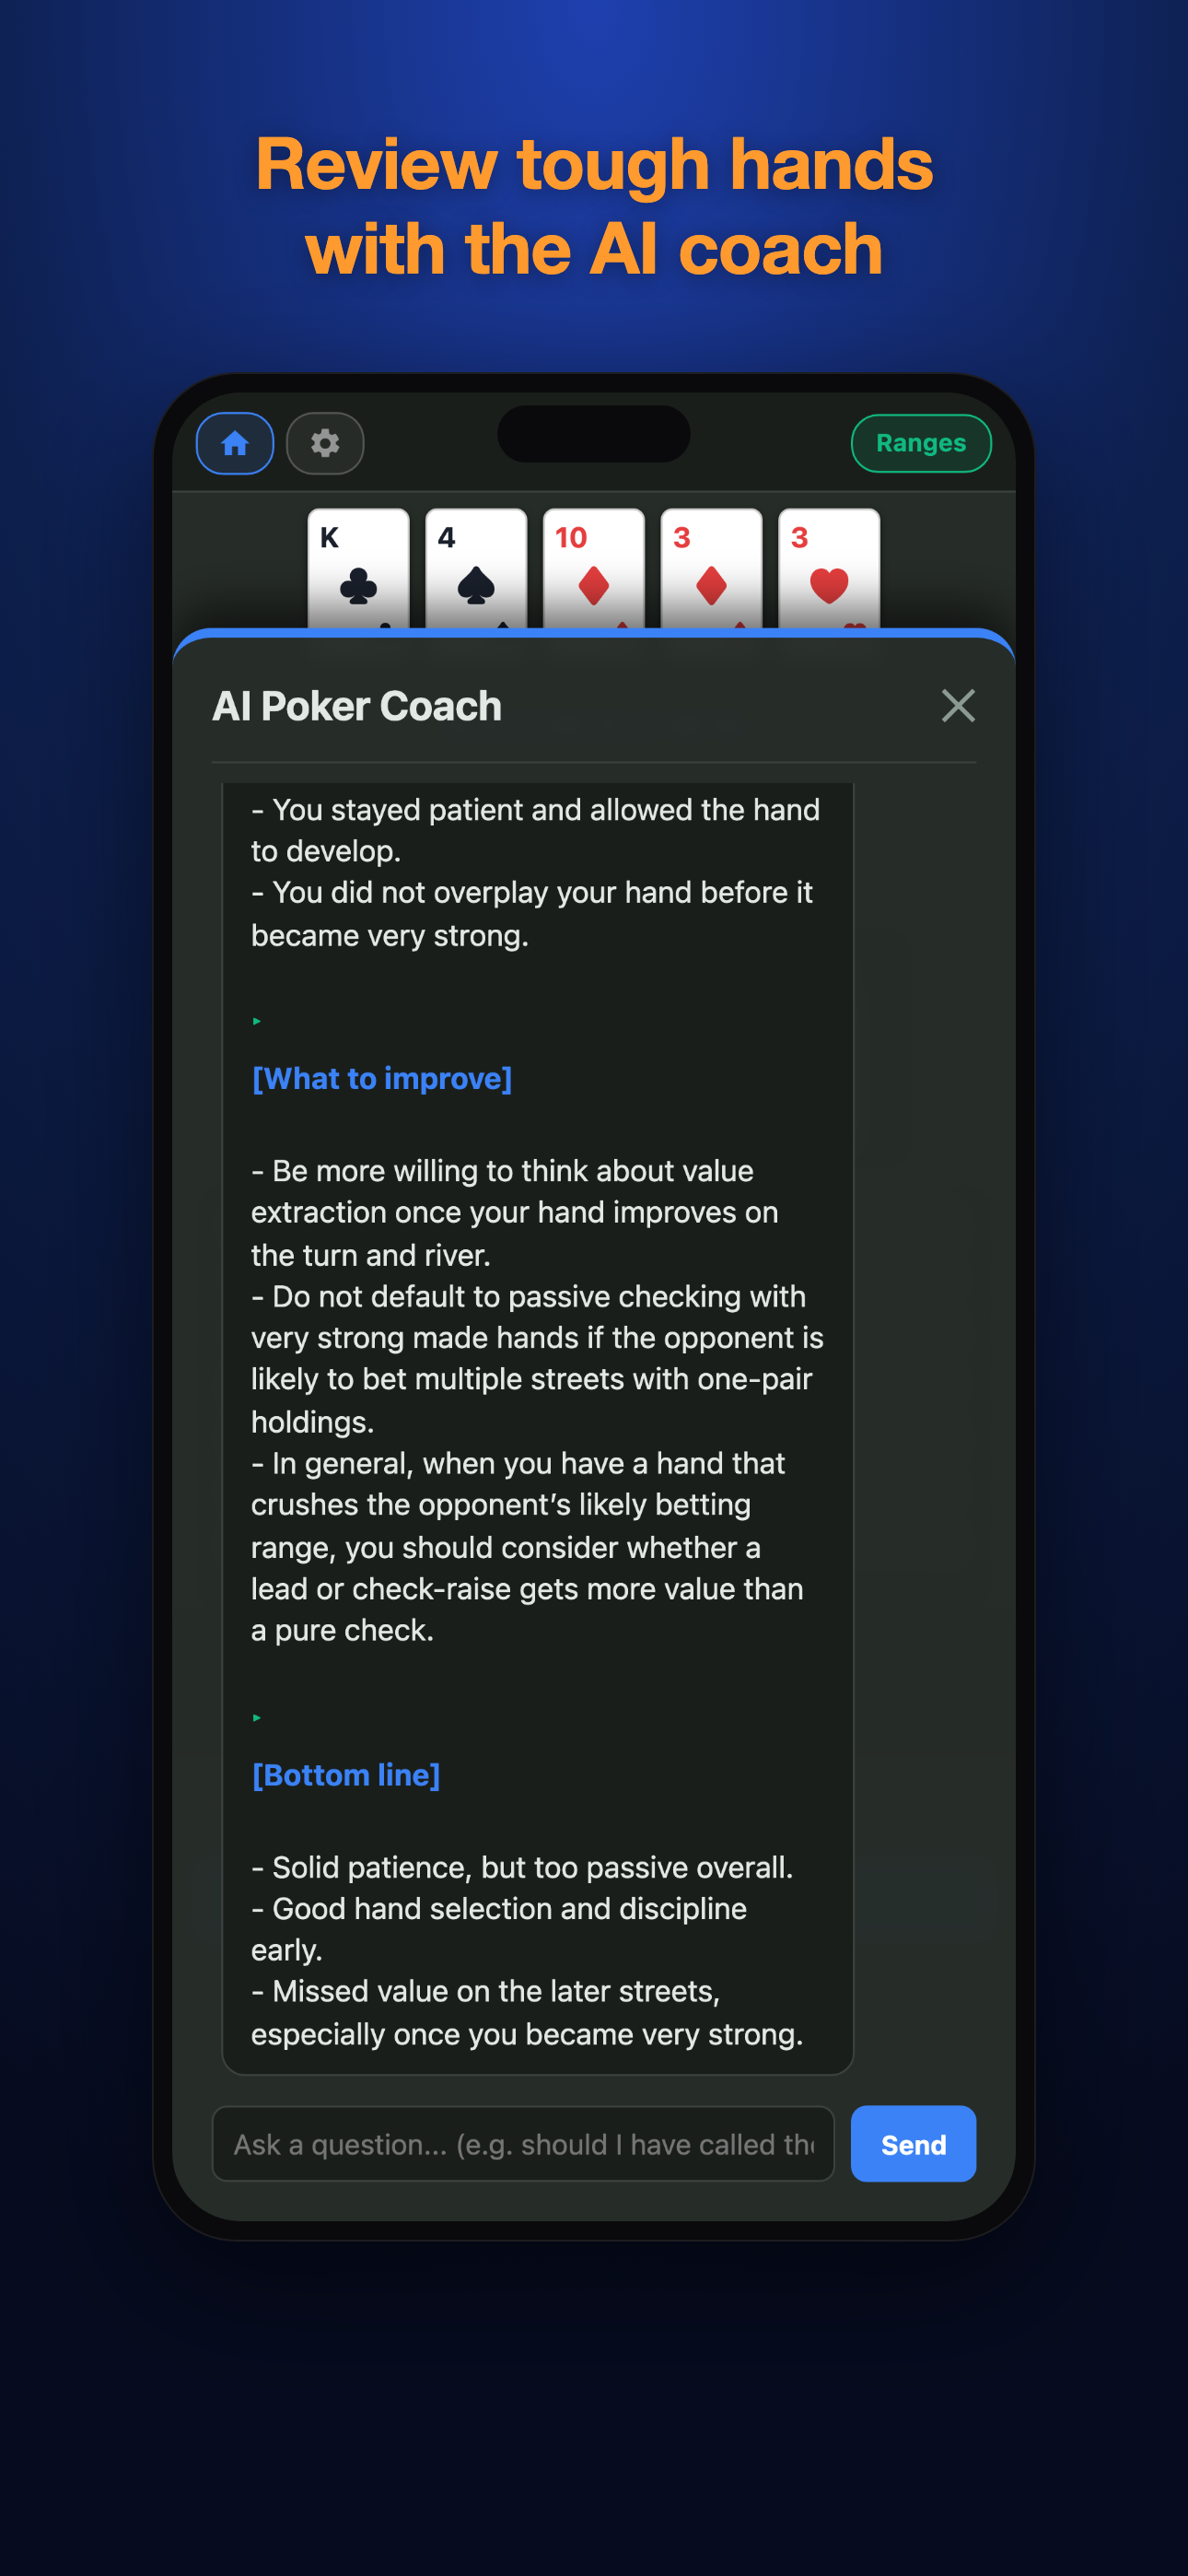 Review tough hands
with the AI coach
Ranges
K
4
10
3
3
AI Poker Coach
- You stayed patient and allowed the hand
to develop.
- You did not overplay your hand before it
became very strong.
[What to improve]
- Be more willing to think about value
extraction once your hand improves on
the turn and river.
- Do not default to passive checking with
very strong made hands if the opponent is
likely to bet multiple streets with one-pair
holdings.
- In general, when you have a hand that
crushes the opponent’s likely betting
range, you should consider whether a
lead or check-raise gets more value than
a pure check.
[Bottom line]
- Solid patience, but too passive overall.
- Good hand selection and discipline
early.
- Missed value on the later streets,
especially once you became very strong.
Ask a question... (e.g. should I have called
Send